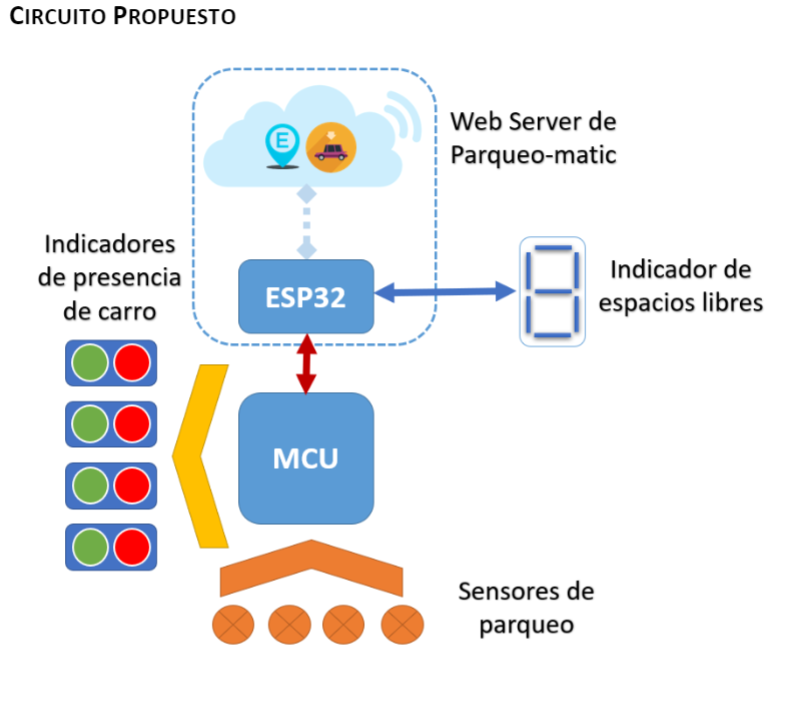 CIRCUITO PROPUESTO
E
Web Server de
Parqueo-matic
Indicadores
de presencia
de carro
ESP32
Indicador de
espacios libres
MCU
Sensores de
parqueo